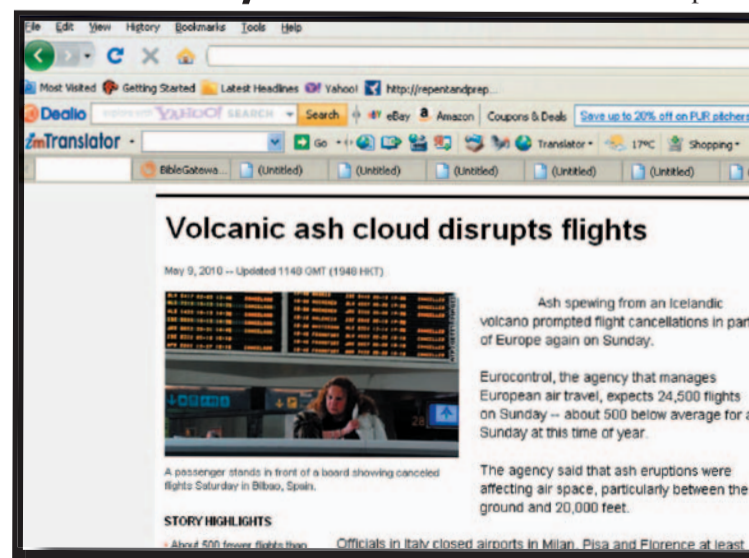 File Edit View History Bookmarks Tools Help
Most Visited Getting Started Latest Headlines Yahoo! http://repentandprep...
Dealio YAHOO! SEARCH Search eBay Amazon Coupons & Deals Save up to 20% off on PUR pitchers
ImTranslator Go Translator 17°C Shopping
BibleGatewa... (Untitled) (Untitled) (Untitled) (Untitled) (Untitled)
Volcanic ash cloud disrupts flights
May 9, 2010 -- Updated 1148 GMT (1948 HKT)
Ash spewing from an Icelandic
volcano prompted flight cancellations in part
of Europe again on Sunday.
Eurocontrol, the agency that manages
European air travel, expects 24,500 flights
on Sunday -- about 500 below average for a
Sunday at this time of year.
28
A passenger stands in front of a board showing canceled
flights Saturday in Bilbao, Spain.
The agency said that ash eruptions were
affecting air space, particularly between the
ground and 20,000 feet.
STORY HIGHLIGHTS
About 500 fewer flights than
Officials in Italy closed airports in Milan, Pisa and Florence at least